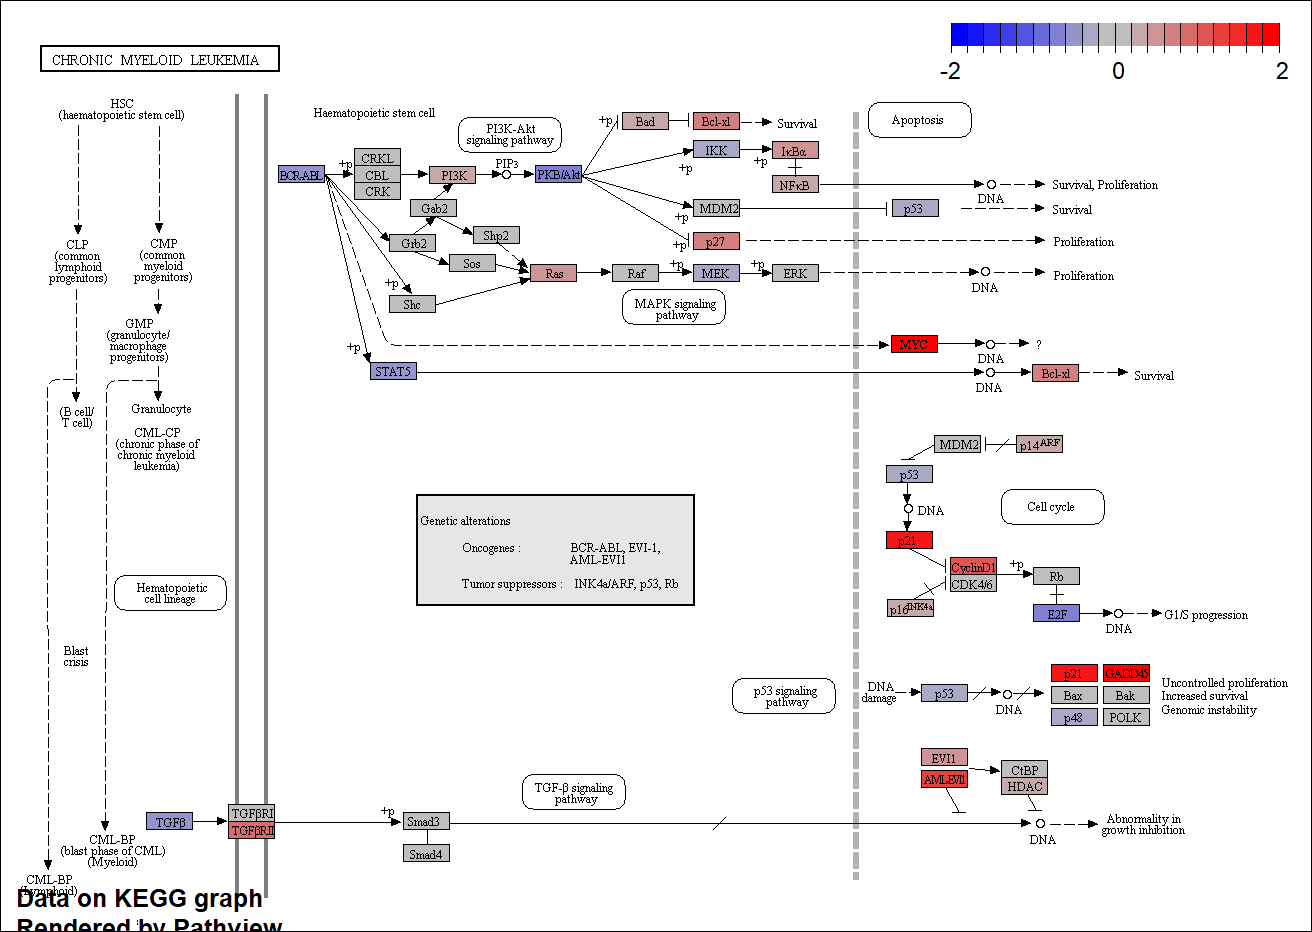 -2
0
2
CHRONIC MYELOID LEUKEMIA
HSC
(haematopoietic stem cell)
CLP
(common
lymphoid
progenitors)
CMP
(common
myeloid
progenitors)
GMP
(granulocyte/
macrophage
progenitors)
(B cell/
T cell)
Granulocyte
CML-CP
(chronic phase of
chronic myeloid
leukemia)
Hematopoietic
cell lineage
Blast
crisis
CML-BP
(blast phase of CML)
(Myeloid)
CML-BP
(Lymphoid)
Haematopoietic stem cell
PI3K-Akt
signaling pathway
BCR-ABL
+p
CRKL
CBL
CRK
PI3K
PIP3
PKB/Akt
Gab2
Grb2
Shp2
Sos
+p
Shc
Ras
Raf
+p
MEK
+p
ERK
MAPK signaling
pathway
+p
STAT5
+p
Bad
Bcl-xl
Survival
IKK
+p
+p
IκBα
NFκB
DNA
Survival, Proliferation
MDM2
+p
p53
Survival
+p
p27
Proliferation
DNA
Proliferation
Apoptosis
MYC
DNA
?
DNA
Bcl-xl
Survival
MDM2
p14ARF
p53
DNA
Cell cycle
p21
CyclinD1
CDK4/6
+p
Rb
p16INK4a
E2F
DNA
G1/S progression
Genetic alterations
Oncogenes : BCR-ABL, EVI-1,
AML-EVI1
Tumor suppressors : INK4a/ARF, p53, Rb
p53 signaling
pathway
DNA
damage
p53
DNA
p21
GADD45
Bax
Bak
p48
POLK
Uncontrolled proliferation
Increased survival
Genomic instability
EVI1
AML-EVI1
CtBP
HDAC
TGF-β signaling
pathway
TGFβ
TGFβRI
TGFβRII
+p
Smad3
Smad4
DNA
Abnormality in
growth inhibition
Data on KEGG graph
Rendered by Pathview